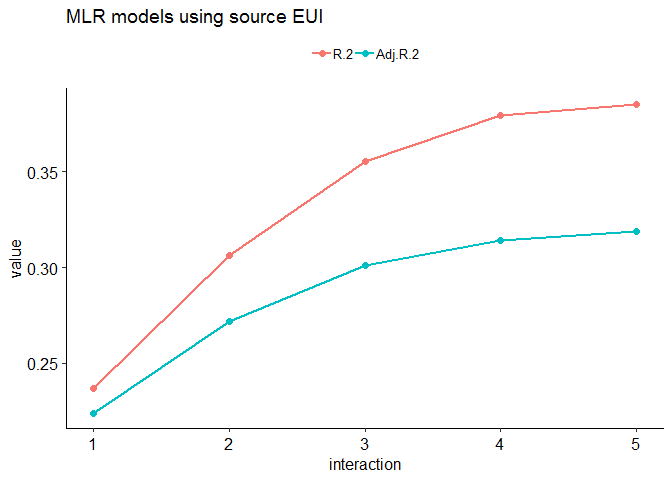 MLR models using source EUI
R.2 Adj.R.2
0.35
0.30
0.25
value
1 2 3 4 5
interaction